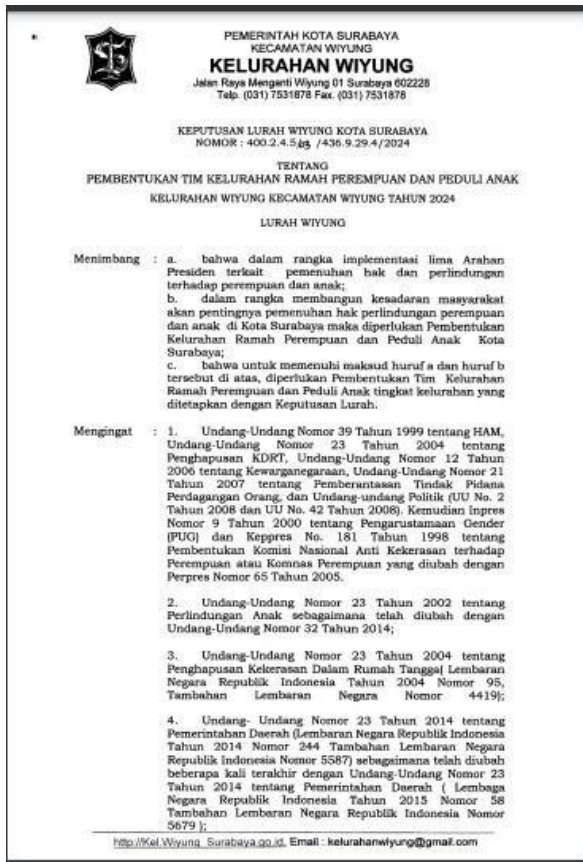 PEMERINTAH KOTA SURABAYA
KECAMATAN WIYUNG
KELURAHAN WIYUNG
Jalan Raya Menganti Wiyung 01 Surabaya 602228
Telp. (031) 7531878 Fax. (031) 7531878
KEPUTUSAN LURAH WIYUNG KOTA SURABAYA
NOMOR : 400.2.4.5/ /436.9.29.4/2024
TENTANG
PEMBENTUKAN TIM KELURAHAN RAMAH PEREMPUAN DAN PEDULI ANAK
KELURAHAN WIYUNG KECAMATAN WIYUNG TAHUN 2024
LURAH WIYUNG
Menimbang : a. bahwa dalam rangka implementasi lima Arahan
Presiden terkait pemenuhan hak dan perlindungan
terhadap perempuan dan anak;
b. dalam rangka membangun kesadaran masyarakat
akan pentingnya pemenuhan hak perlindungan perempuan
dan anak di Kota Surabaya maka diperlukan Pembentukan
Kelurahan Ramah Perempuan dan Peduli Anak Kota
Surabaya;
c. bahwa untuk memenuhi maksud huruf a dan huruf b
tersebut di atas, diperlukan Pembentukan Tim Kelurahan
Ramah Perempuan dan Peduli Anak tingkat kelurahan yang
ditetapkan dengan Keputusan Lurah.
Mengingat : 1. Undang-Undang Nomor 39 Tahun 1999 tentang HAM,
Undang-Undang Nomor 23 Tahun 2004 tentang
Penghapusan KDRT, Undang-Undang Nomor 12 Tahun
2006 tentang Kewarganegaraan, Undang-Undang Nomor 21
Tahun 2007 tentang Pemberantasan Tindak Pidana
Perdagangan Orang, dan Undang-undang Politik (UU No. 2
Tahun 2008 dan UU No. 42 Tahun 2008). Kemudian Inpres
Nomor 9 Tahun 2000 tentang Pengarustamaan Gender
(PUG) dan Keppres No. 181 Tahun 1998 tentang
Pembentukan Komisi Nasional Anti Kekerasan terhadap
Perempuan atau Komnas Perempuan yang diubah dengan
Perpres Nomor 65 Tahun 2005.
2. Undang-Undang Nomor 23 Tahun 2002 tentang
Perlindungan Anak sebagaimana telah diubah dengan
Undang-Undang Nomor 32 Tahun 2014;
3. Undang-Undang Nomor 23 Tahun 2004 tentang
Penghapusan Kekerasan Dalam Rumah Tangga( Lembaran
Negara Republik Indonesia Tahun 2004 Nomor 95,
Tambahan Lembaran Negara Nomor 4419);
4. Undang- Undang Nomor 23 Tahun 2014 tentang
Pemerintahan Daerah (Lembaran Negara Republik Indonesia
Tahun 2014 Nomor 244 Tambahan Lembaran Negara
Republik Indonesia Nomor 5587) sebagaimana telah diubah
beberapa kali terakhir dengan Undang-Undang Nomor 23
Tahun 2014 tentang Pemerintahan Daerah ( Lembaga
Negara Republik Indonesia Tahun 2015 Nomor 58
Tambahan Lembaran Negara Republik Indonesia Nomor
5679 );
http://Kel.Wiyung_Surabaya.go.id, Email : kelurahanwiyung@gmail.com